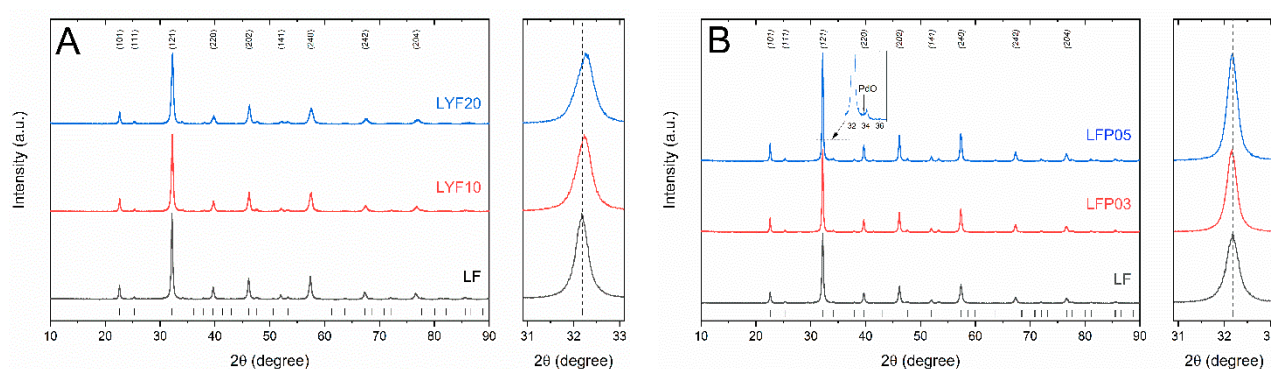 A
(101) (111) (121) (220) (202) (141) (240) (242) (204)
LYF20
LYF10
LF
Intensity (a.u.)
10 20 30 40 50 60 70 80 90
2θ (degree)
31 32 33
2θ (degree)
B
(101) (111) (121) (220) (202) (141) (240) (242) (204)
PdO
32 34 36
LFP05
LFP03
LF
Intensity (a.u.)
10 20 30 40 50 60 70 80 90
2θ (degree)
31 32 33
2θ (degree)